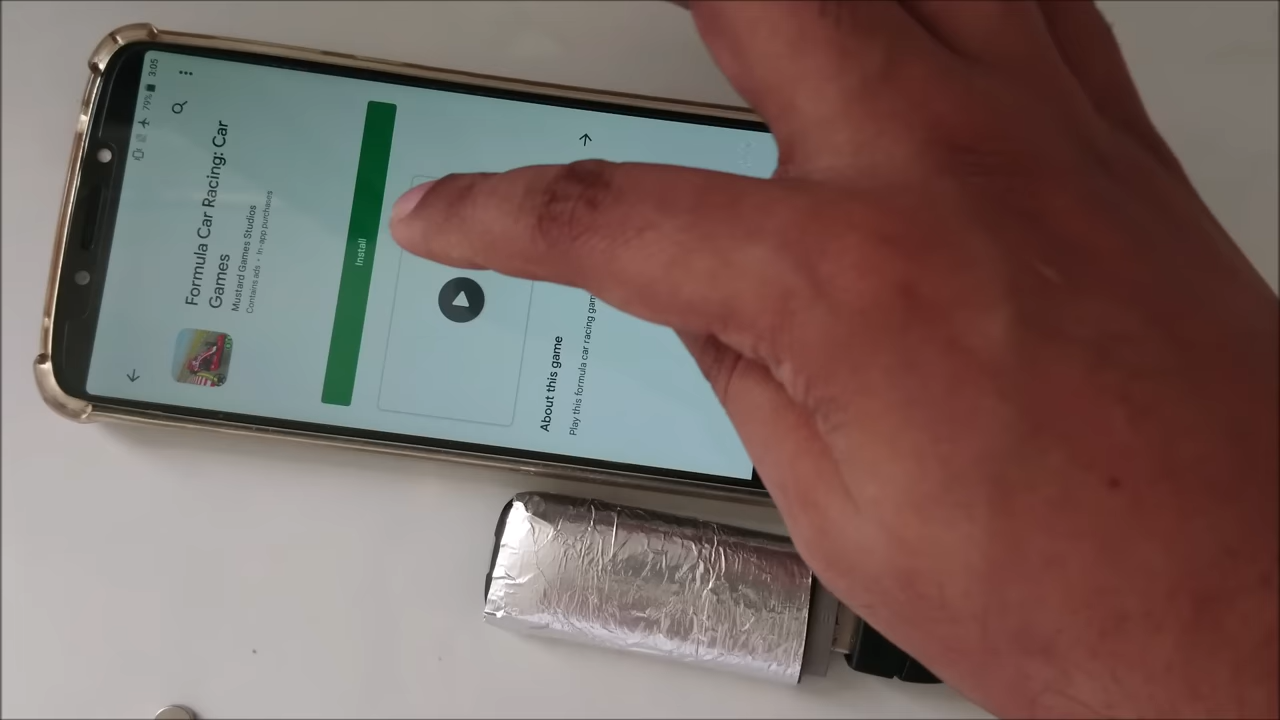 79% 3:05
Formula Car Racing: Car
Games
Mustard Games Studios
Contains ads • In-app purchases
Install
About this game
Play this formula car racing gam